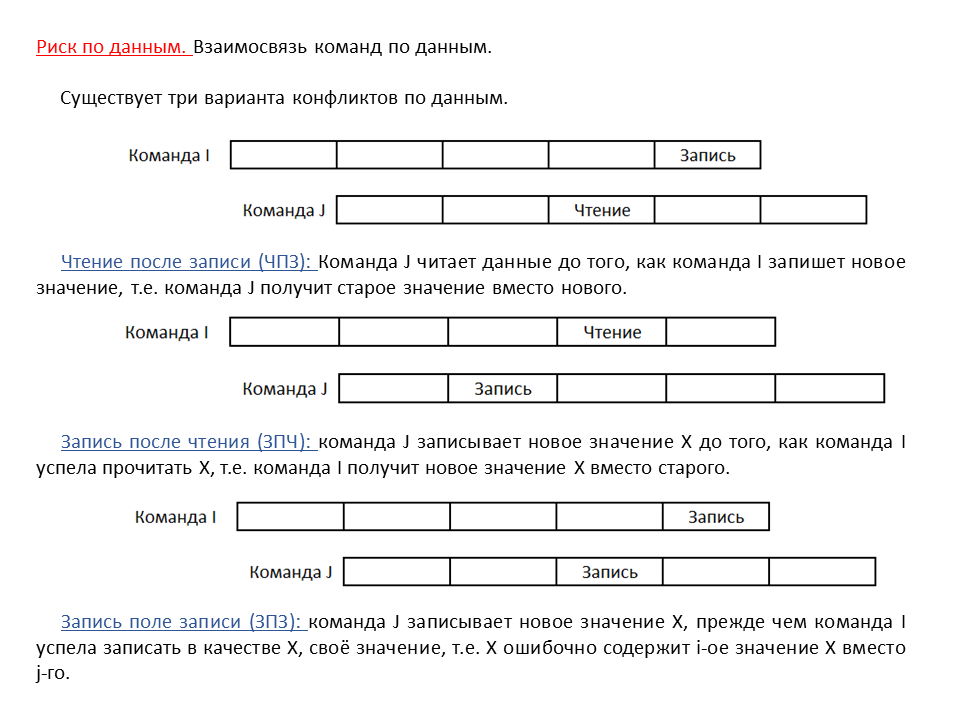 Риск по данным. Взаимосвязь команд по данным.
Существует три варианта конфликтов по данным.
Команда I Запись
Команда J Чтение
Чтение после записи (ЧПЗ): Команда J читает данные до того, как команда I запишет новое
значение, т.е. команда J получит старое значение вместо нового.
Команда I Чтение
Команда J Запись
Запись после чтения (ЗПЧ): команда J записывает новое значение X до того, как команда I
успела прочитать X, т.е. команда I получит новое значение X вместо старого.
Команда I Запись
Команда J Запись
Запись поле записи (ЗПЗ): команда J записывает новое значение X, прежде чем команда I
успела записать в качестве X, своё значение, т.е. X ошибочно содержит i-ое значение X вместо
j-го.